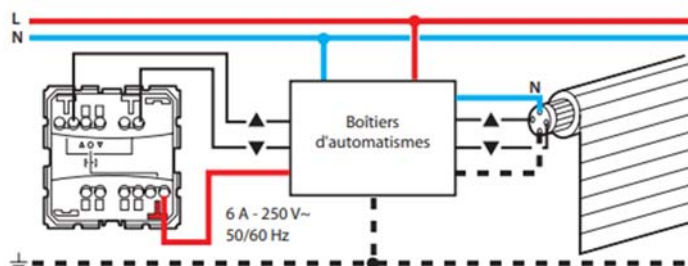 L
N
N
▲ ▲
Boîtiers
d'automatismes
▼ ▼
▲ O ▼
6 A - 250 V~
50/60 Hz